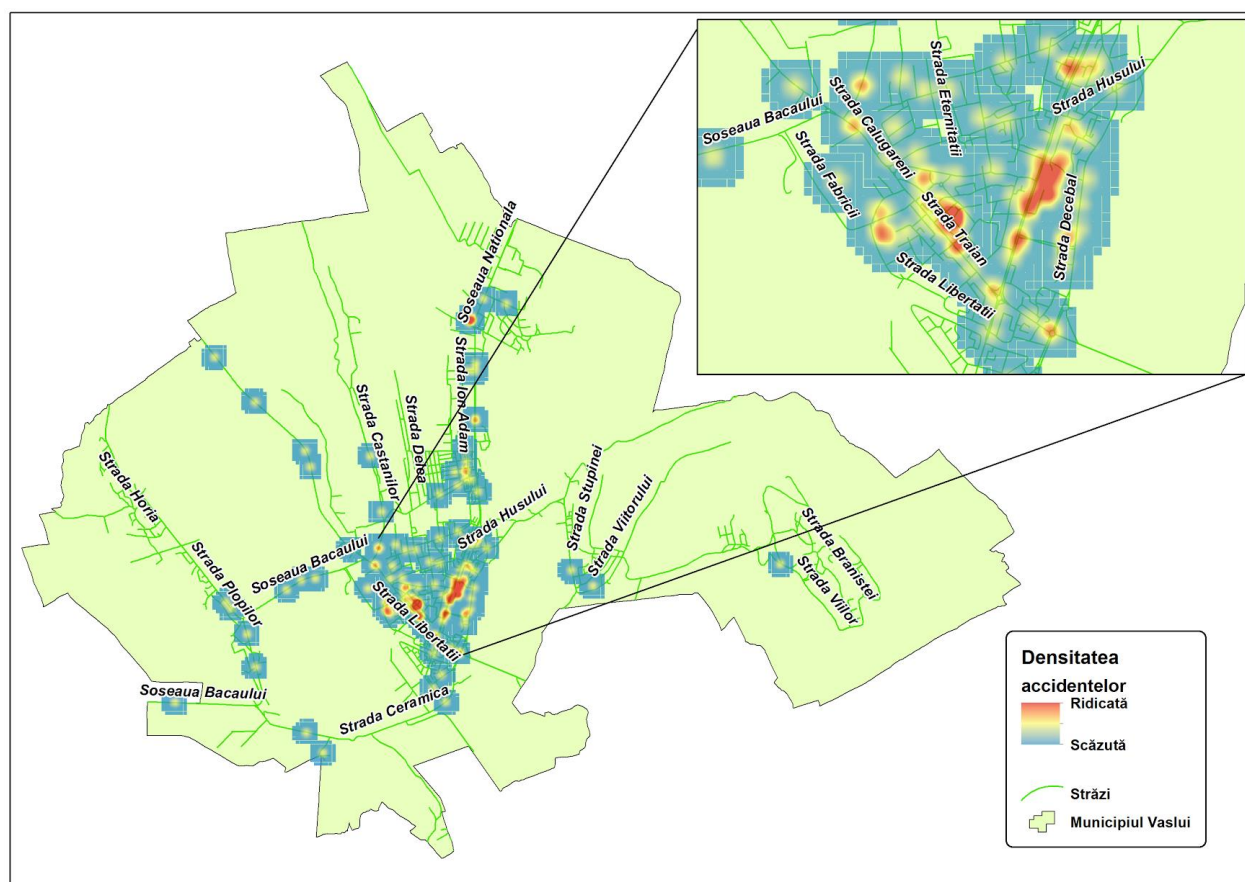 Strada Eternitatii
Strada Husului
Soseaua Bacaului
Strada Calugareni
Strada Fabricii
Strada Traian
Strada Decebal
Strada Libertatii
Soseaua Nationala
Strada Ion Adam
Strada Castanilor
Strada Delea
Strada Horia
Strada Husului
Strada Stupinei
Strada Viitorului
Strada Branistei
Strada Viilor
Soseaua Bacaului
Strada Plopilor
Strada Libertatii
Soseaua Bacaului
Strada Ceramica
Densitatea
accidentelor
Ridicată
Scăzută
Străzi
Municipiul Vaslui